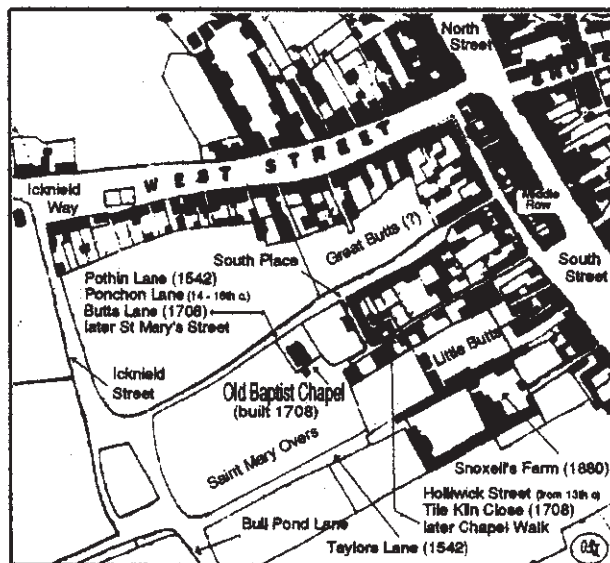 North
Street
WEST STREET
Icknield
Way
Middle
Row
Great Butts (?)
South Place
South
Street
Pothin Lane (1542)
Ponchon Lane (14 - 16th c.)
Butts Lane (1708)
later St Mary's Street
Little Butts
Icknield
Street
Old Baptist Chapel
(built 1708)
Saint Mary Overs
Snoxell's Farm (1880)
Holliwick Street (from 13th c)
Tile Kiln Close (1708)
later Chapel Walk
Bull Pond Lane
Taylors Lane (1542)